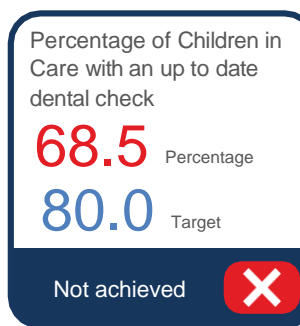 Percentage of Children in
Care with an up to date
dental check
68.5 Percentage
80.0 Target
Not achieved